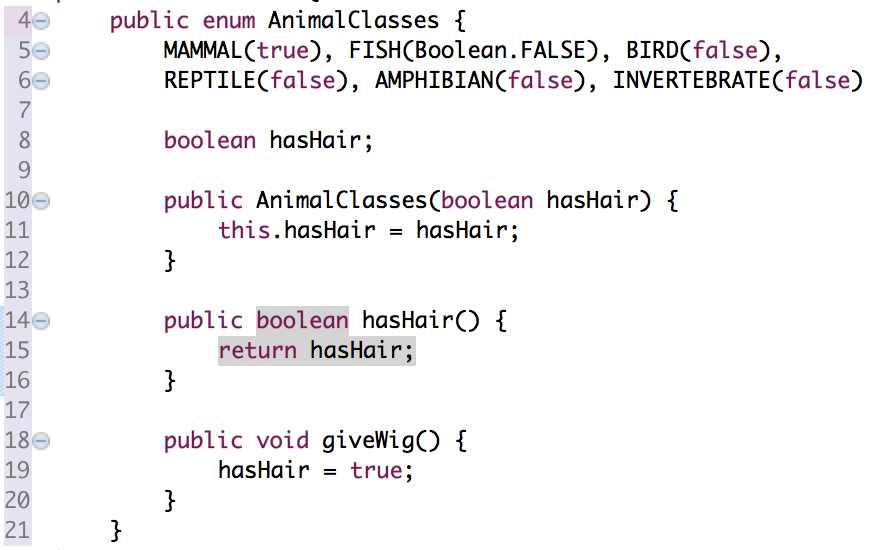 4 public enum AnimalClasses {
5 MAMMAL(true), FISH(Boolean.FALSE), BIRD(false),
6 REPTILE(false), AMPHIBIAN(false), INVERTEBRATE(false)
7
8 boolean hasHair;
9
10 public AnimalClasses(boolean hasHair) {
11 this.hasHair = hasHair;
12 }
13
14 public boolean hasHair() {
15 return hasHair;
16 }
17
18 public void giveWig() {
19 hasHair = true;
20 }
21 }